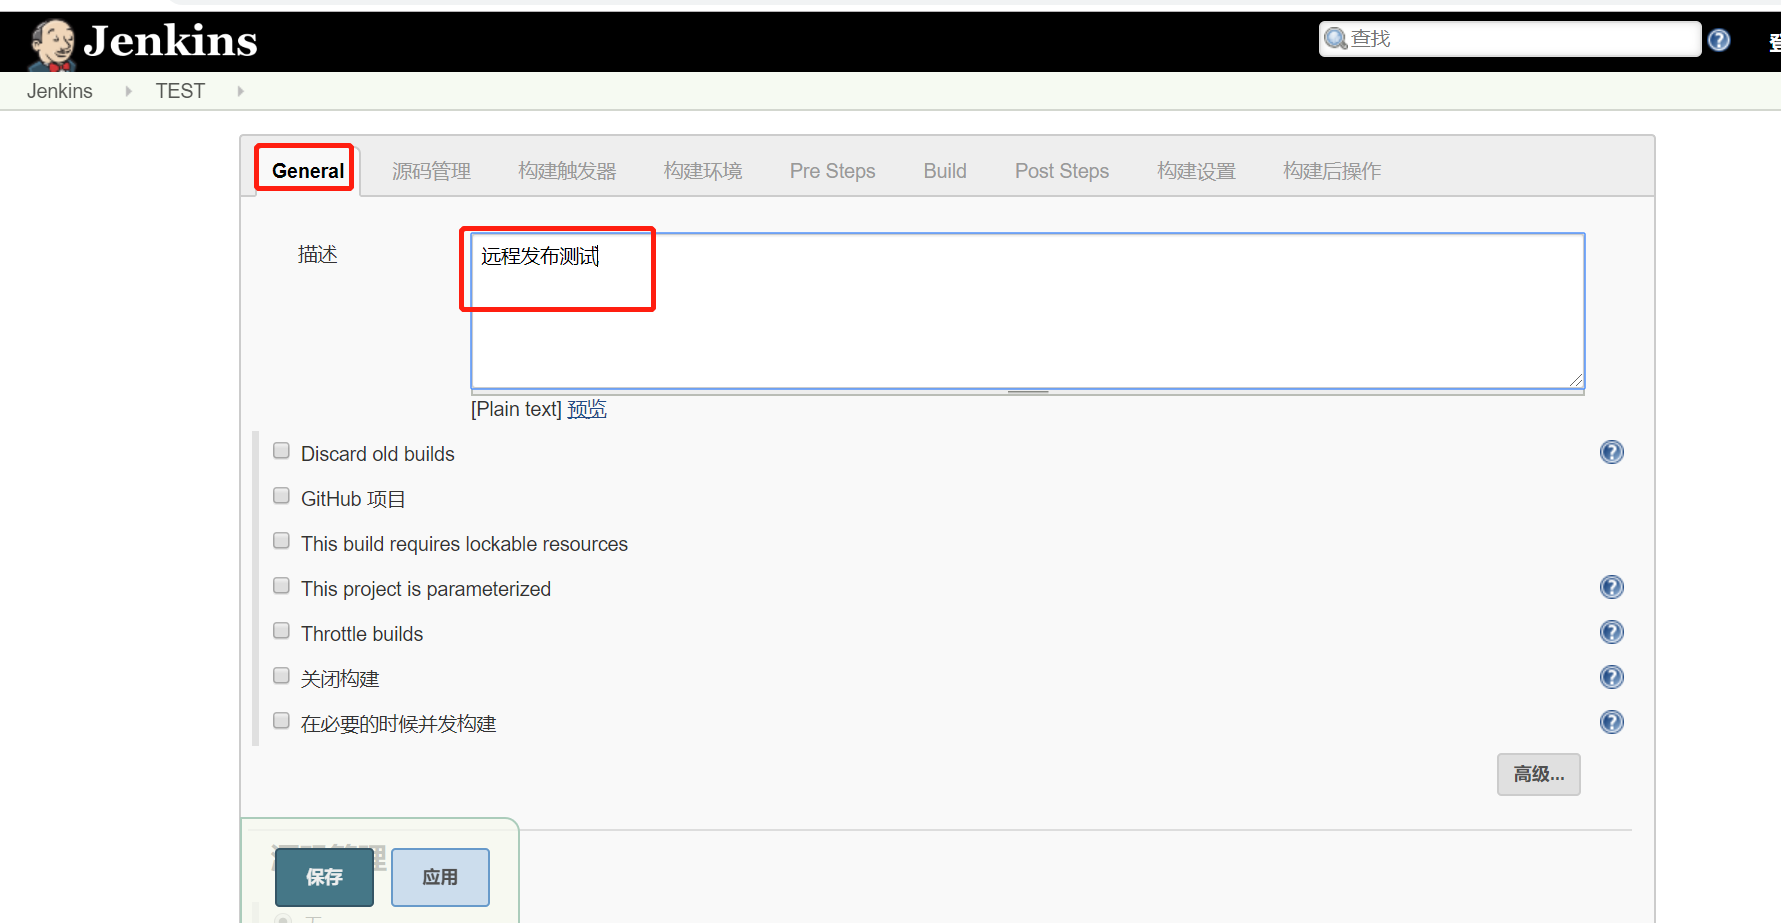 Jenkins
查找
Jenkins TEST
General 源码管理 构建触发器 构建环境 Pre Steps Build Post Steps 构建设置 构建后操作
描述
远程发布测试
[Plain text] 预览
Discard old builds
GitHub 项目
This build requires lockable resources
This project is parameterized
Throttle builds
关闭构建
在必要的时候并发构建
高级...
保存 应用